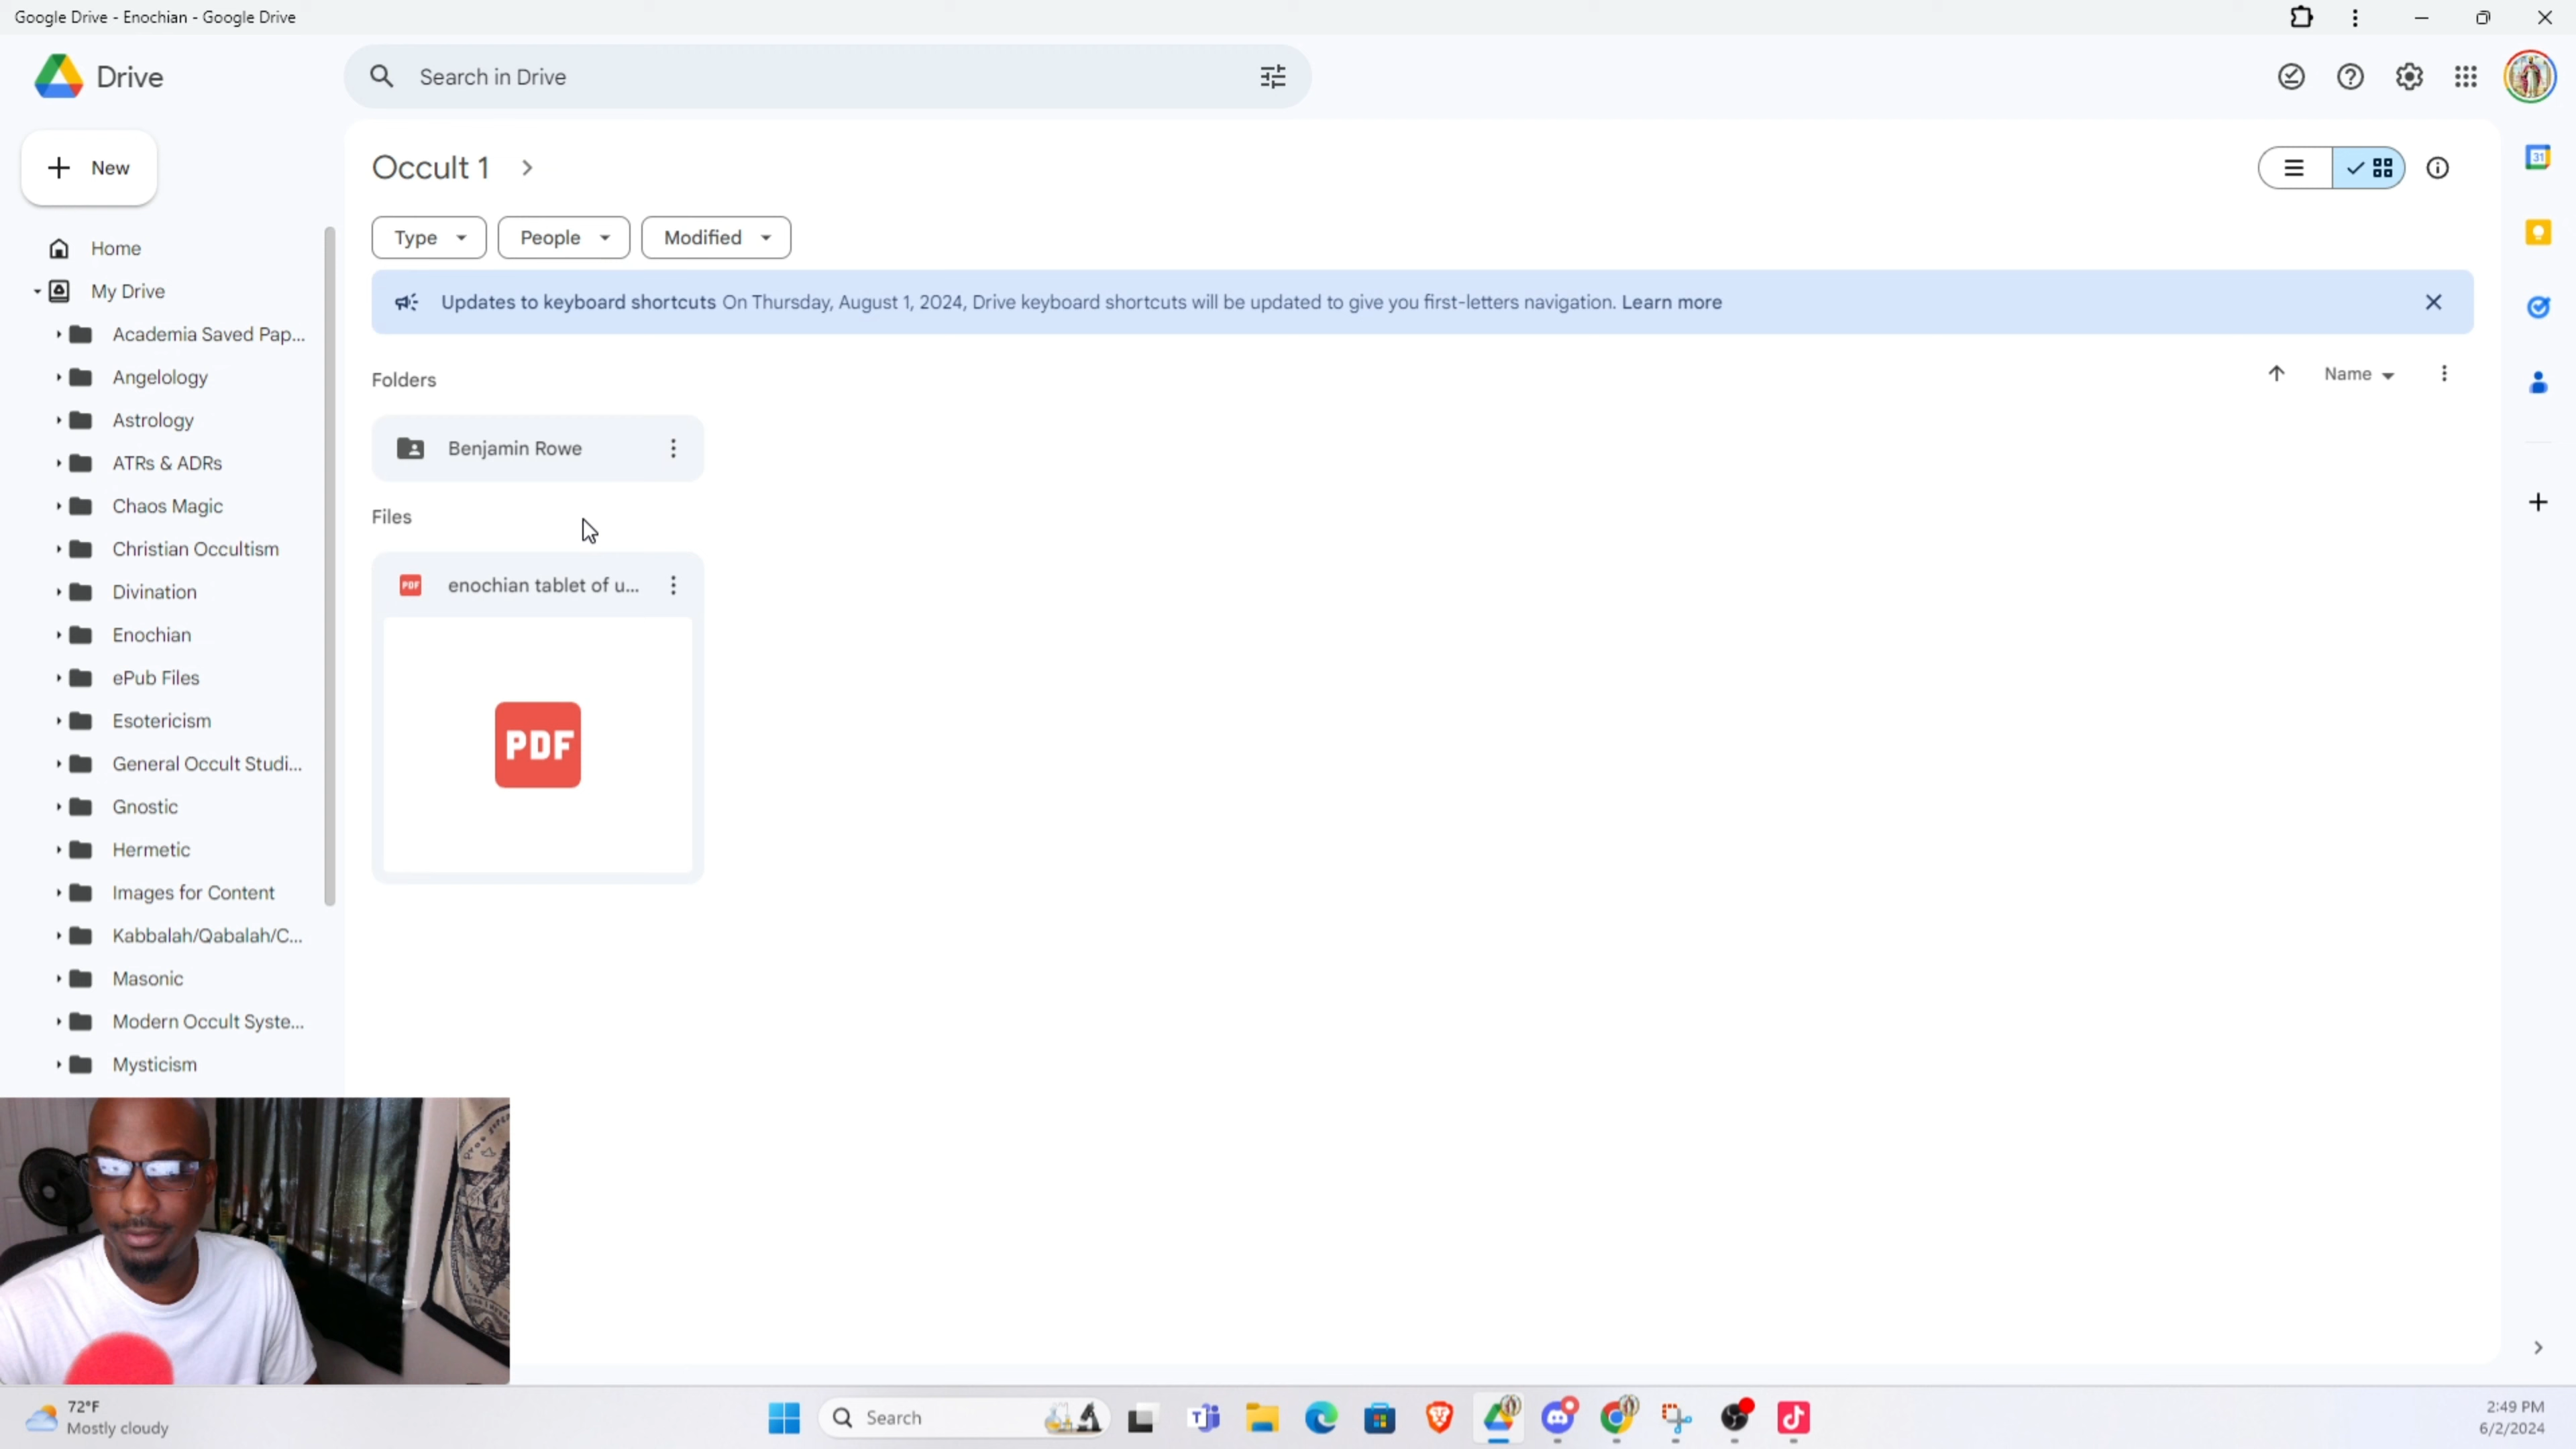 Google Drive - Enochian - Google Drive
Drive
Search in Drive
New
Home
My Drive
Academia Saved Pap...
Angelology
Astrology
ATRs & ADRs
Chaos Magic
Christian Occultism
Divination
Enochian
ePub Files
Esotericism
General Occult Studi...
Gnostic
Hermetic
Images for Content
Kabbalah/Qabalah/C...
Masonic
Modern Occult Syste...
Mysticism
Occult 1
Type
People
Modified
Updates to keyboard shortcuts On Thursday, August 1, 2024, Drive keyboard shortcuts will be updated to give you first-letters navigation. Learn more
Folders
Name
Benjamin Rowe
Files
PDF
enochian tablet of u...
PDF
31
72°F
Mostly cloudy
Search
2:49 PM
6/2/2024